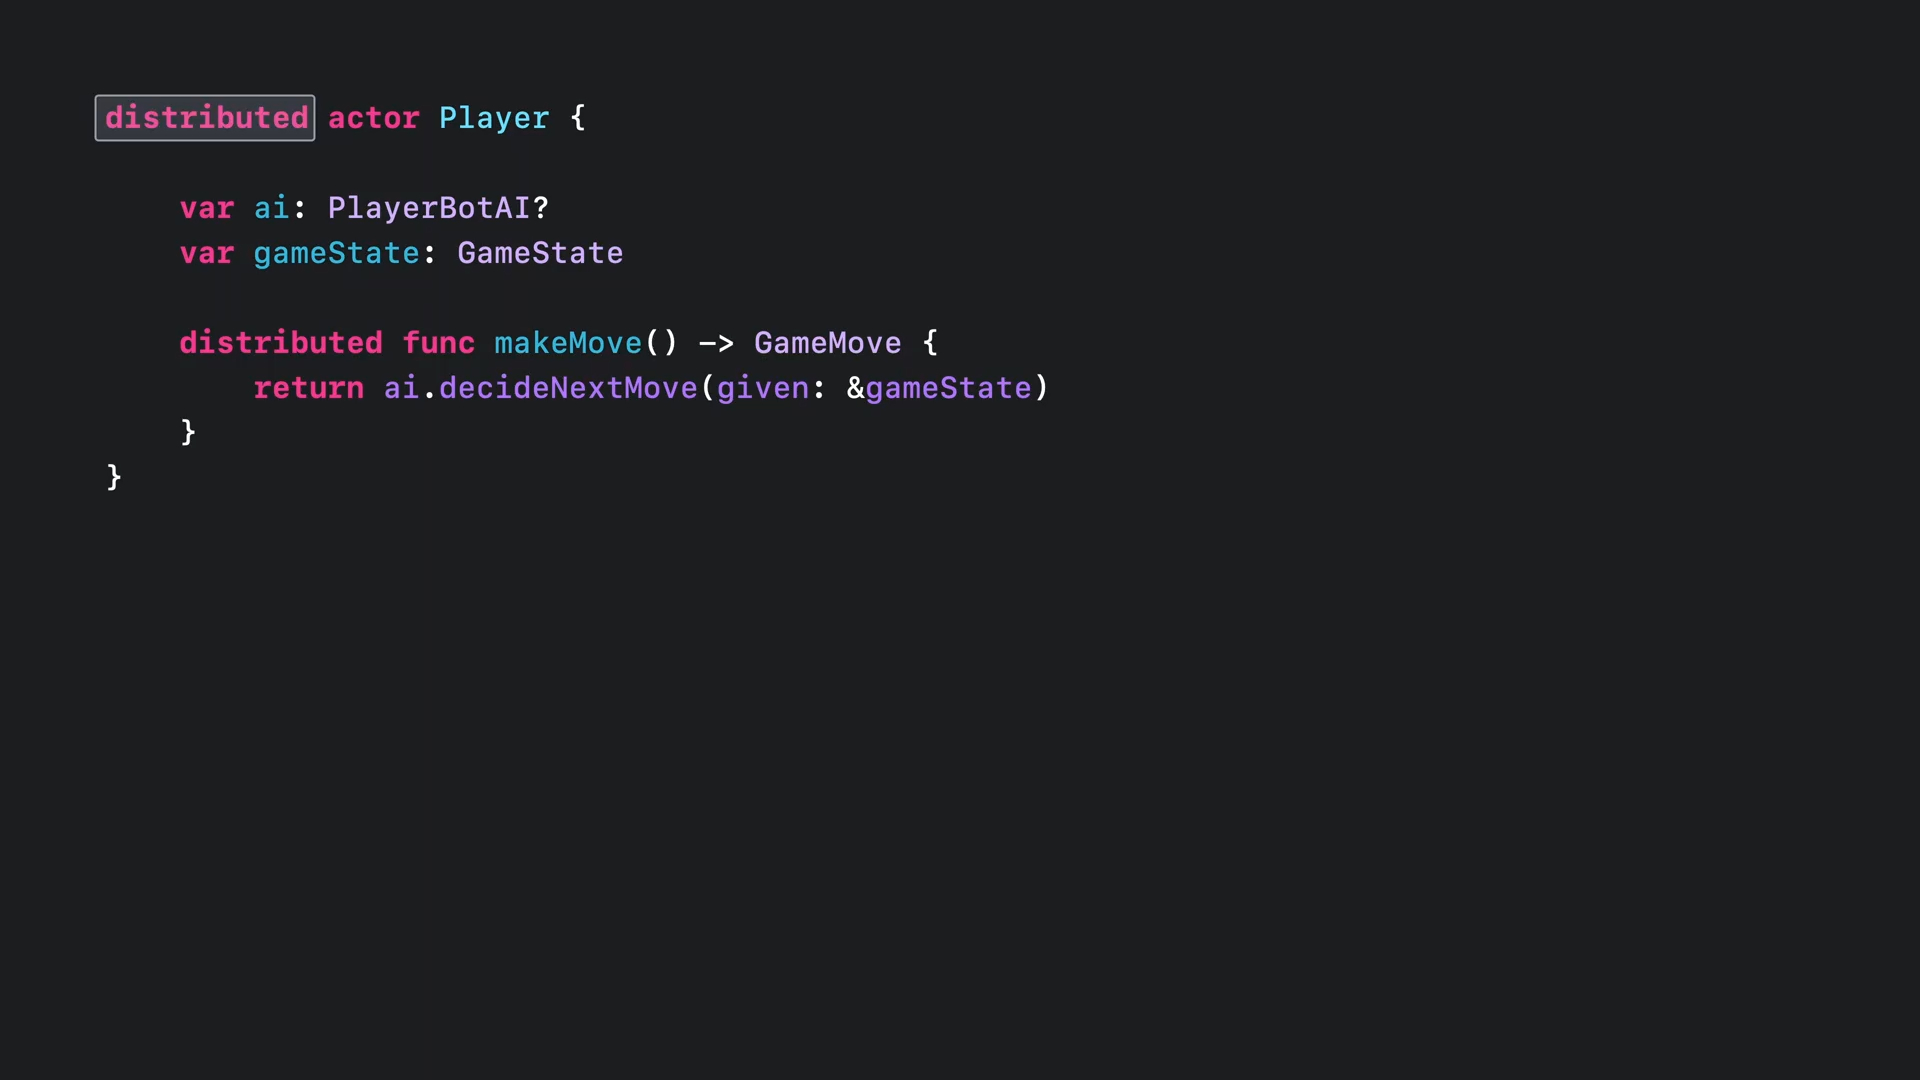 distributed actor Player {
var ai: PlayerBotAI?
var gameState: GameState
distributed func makeMove() -> GameMove {
return ai.decideNextMove(given: &gameState)
}
}